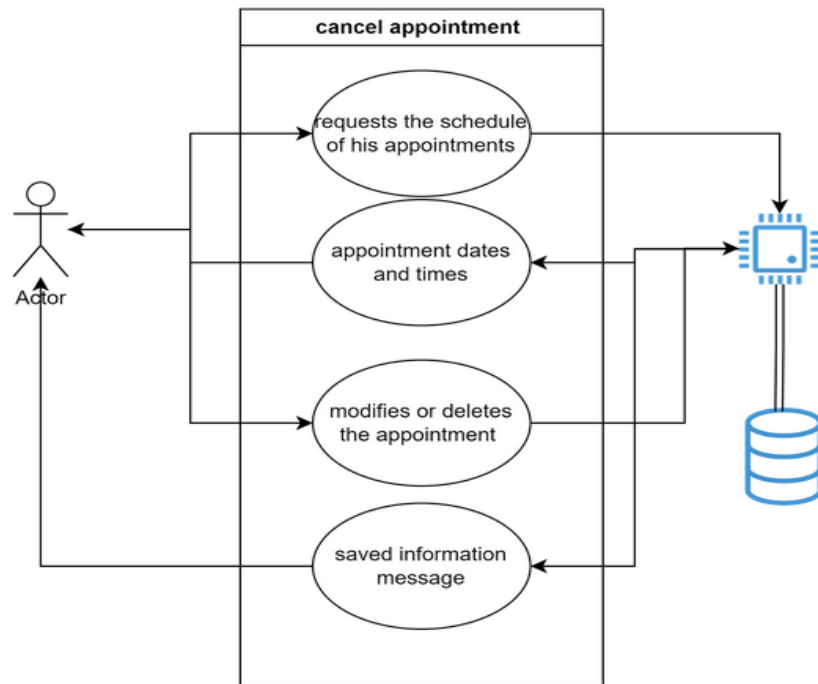 cancel appointment
requests the schedule
of his appointments
appointment dates
and times
Actor
modifies or deletes
the appointment
saved information
message